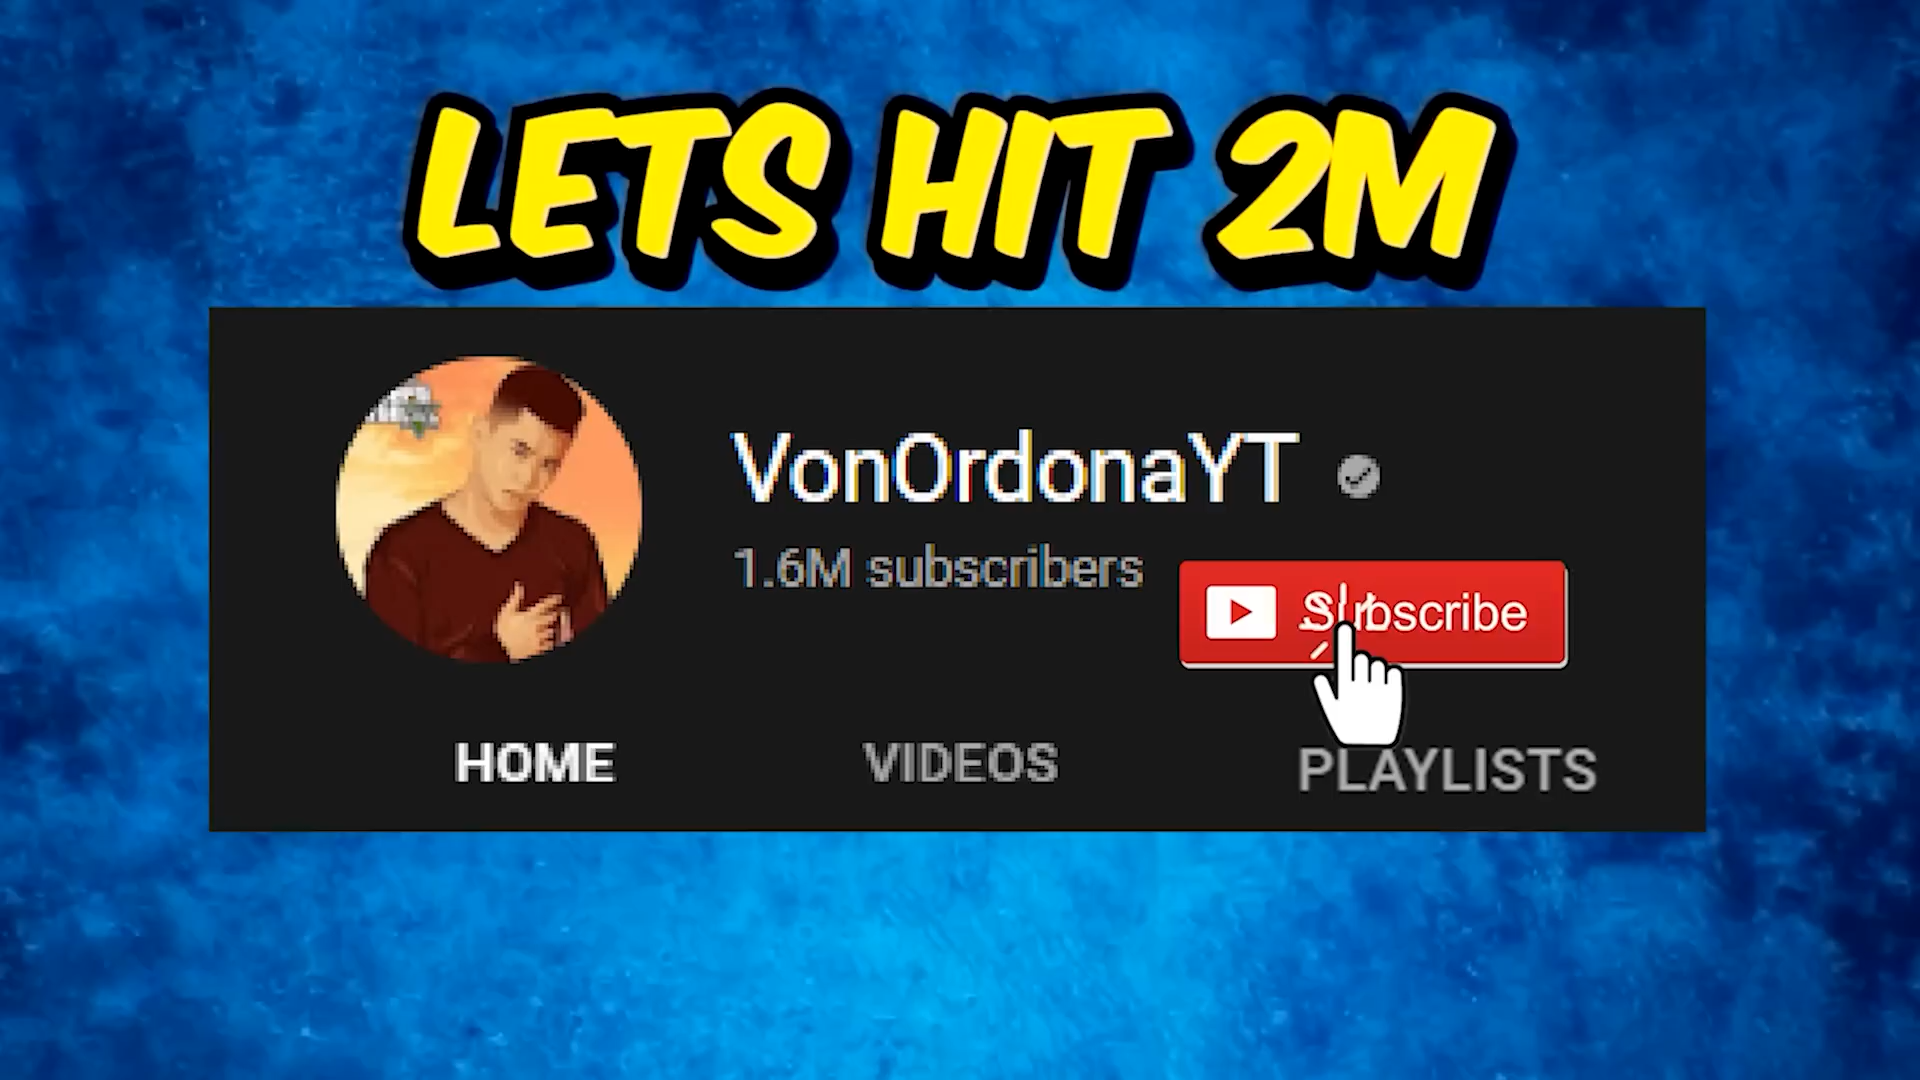 LETS HIT 2M
VonOrdonaYT
1.6M subscribers
Subscribe
HOME VIDEOS PLAYLISTS